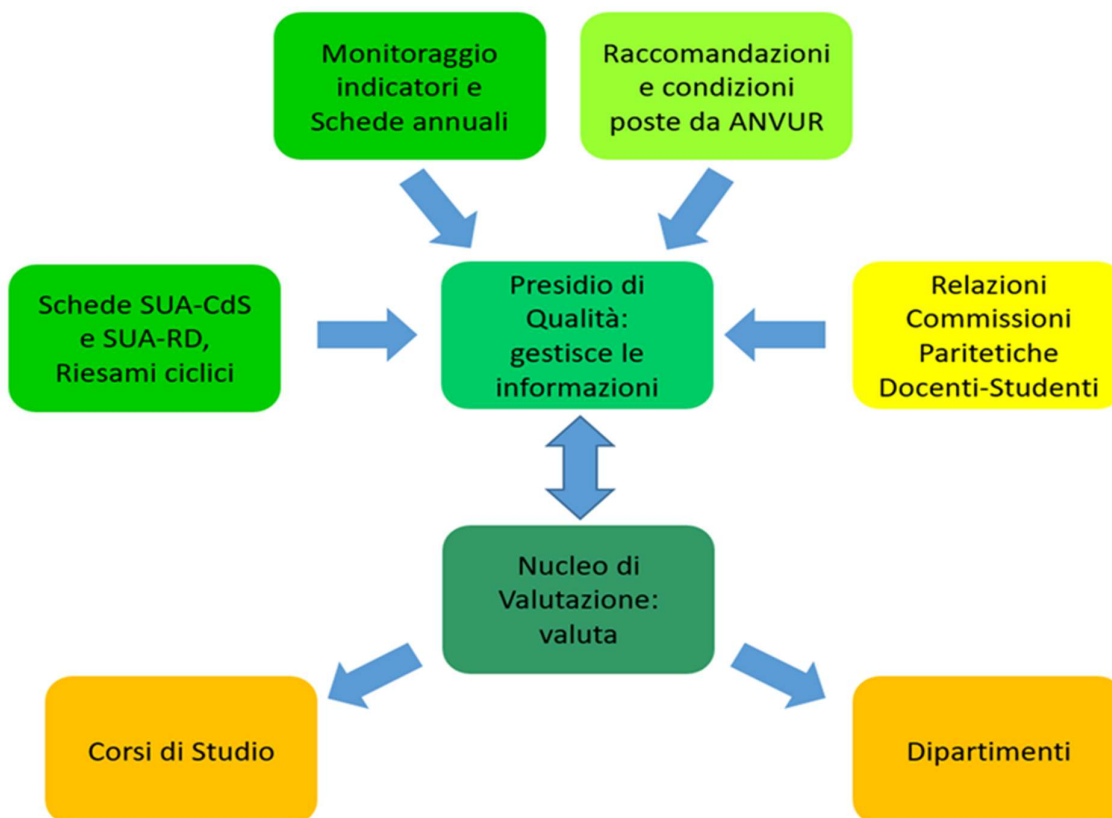 Monitoraggio
indicatori e
Schede annuali
Raccomandazioni
e condizioni
poste da ANVUR
Schede SUA-CdS
e SUA-RD,
Riesami ciclici
Presidio di
Qualità:
gestisce le
informazioni
Relazioni
Commissioni
Paritetiche
Docenti-Studenti
Nucleo di
Valutazione:
valuta
Corsi di Studio
Dipartimenti